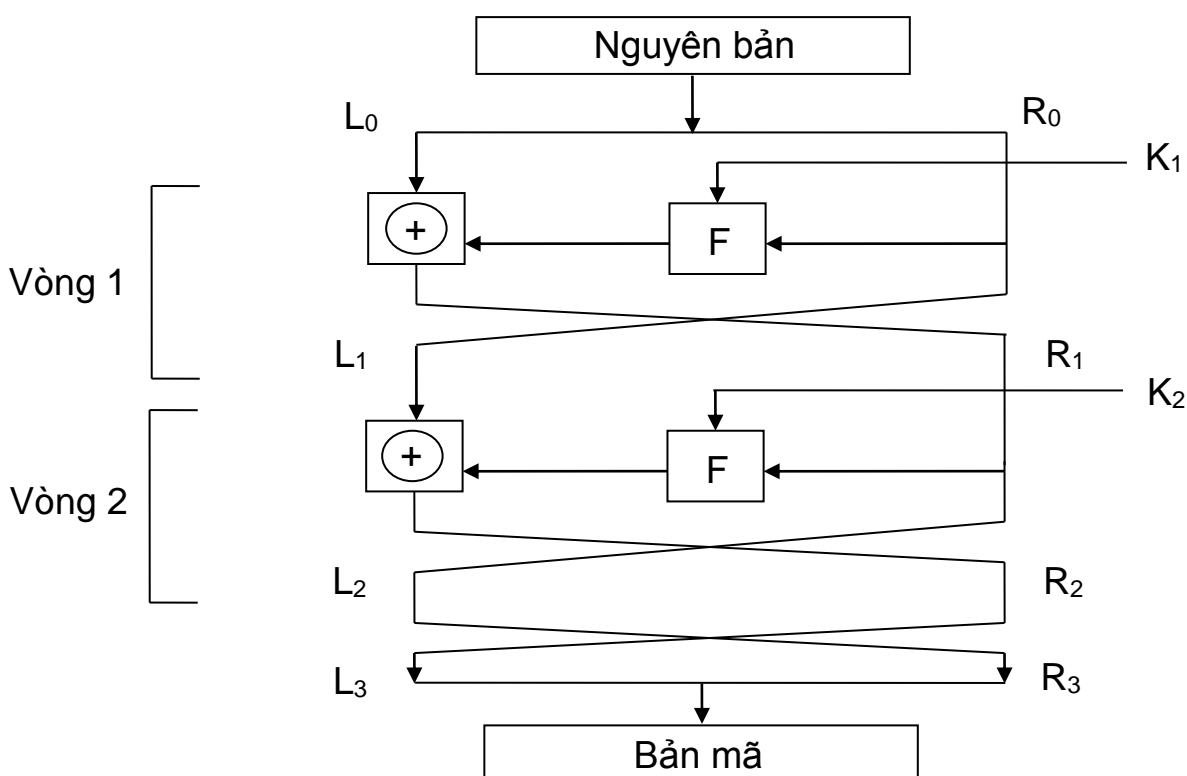 Nguyên bản
L₀
R₀
K₁
+
F
Vòng 1
L₁
R₁
K₂
+
F
Vòng 2
L₂
R₂
L₃
R₃
Bản mã